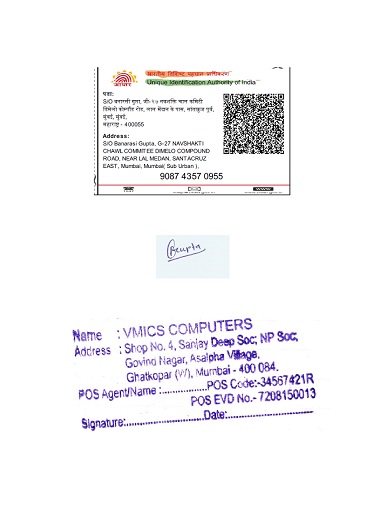 भारतीय विशिष्ट पहचान प्राधिकरण
Unique Identification Authority of India
आधार
पता:
S/O बनारसी गुप्ता, जी-२७ नवशक्ति चाल कमिटी
डिमेलो कंपाउंड रोड, लाल मैदान के पास, सांताक्रूज़ पूर्व,
मुंबई, मुंबई,
महाराष्ट्र - 400055
Address:
S/O Banarasi Gupta, G-27 NAVSHAKTI
CHAWL COMMITEE DIMELO COMPOUND
ROAD, NEAR LAL MEDAN, SANTACRUZ
EAST, Mumbai, Mumbai( Sub Urban ),
9087 4357 0955
BGupta
Name : VMICS COMPUTERS
Address : Shop No. 4, Sanjay Deep Soc, NP Soc,
Govind Nagar, Asalpha Village,
Ghatkopar (W), Mumbai - 400 084.
POS Agent/Name :...............POS Code:-34567421R
POS EVD No.- 7208150013
Signature:..........................Date:..........................